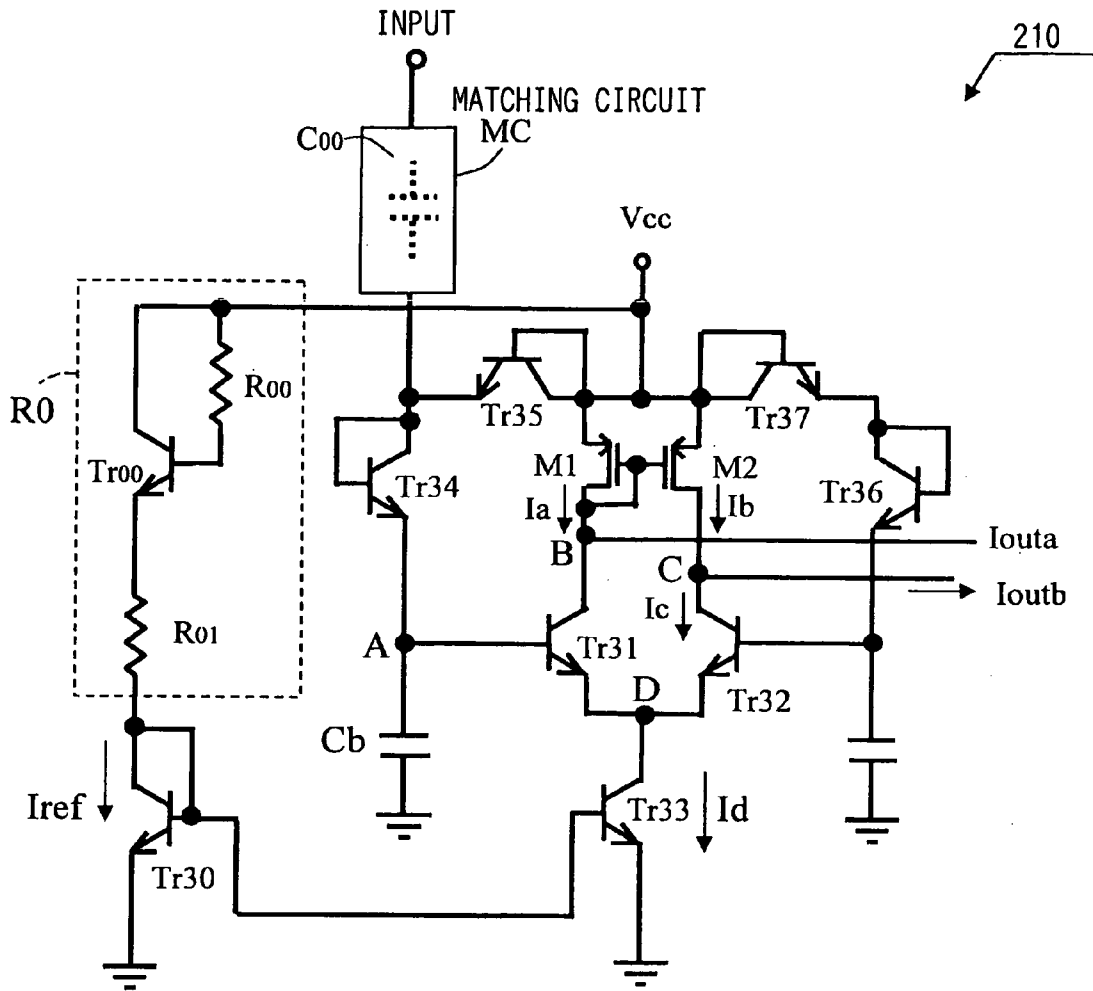 INPUT
210
MATCHING CIRCUIT
C00
MC
Vcc
R0
R00
Tr00
R01
Tr35
Tr37
Tr34
M1
M2
Tr36
Ia
Ib
B
Iouta
C
Ioutb
Ic
A
Tr31
Tr32
D
Cb
Iref
Tr33
Id
Tr30